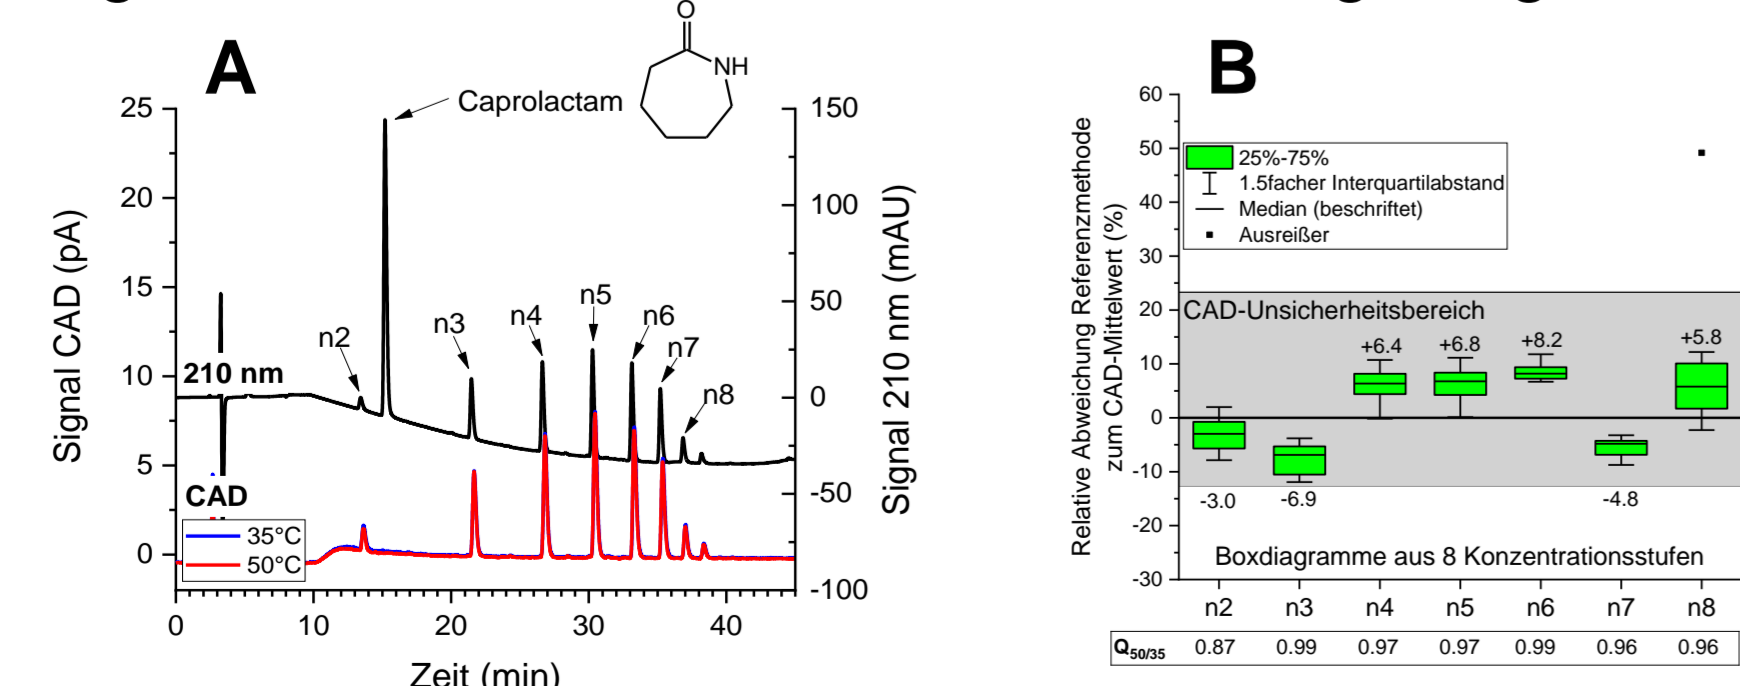 A
O
NH
Caprolactam
25
20
15
10
5
0
Signal CAD (pA)
150
100
50
0
-50
-100
Signal 210 nm (mAU)
n2
n3
n4
n5
n6
n7
n8
210 nm
CAD
35°C
50°C
0
10
20
30
40
Zeit (min)
B
Relative Abweichung Referenzmethode
zum CAD-Mittelwert (%)
60
50
40
30
20
10
0
-10
-20
-30
25%-75%
1.5facher Interquartilabstand
Median (beschriftet)
Ausreißer
CAD-Unsicherheitsbereich
+6.4
+6.8
+8.2
+5.8
-3.0
-6.9
-4.8
Boxdiagramme aus 8 Konzentrationsstufen
n2 n3 n4 n5 n6 n7 n8
Q50/35 0.87 0.99 0.97 0.97 0.99 0.96 0.96